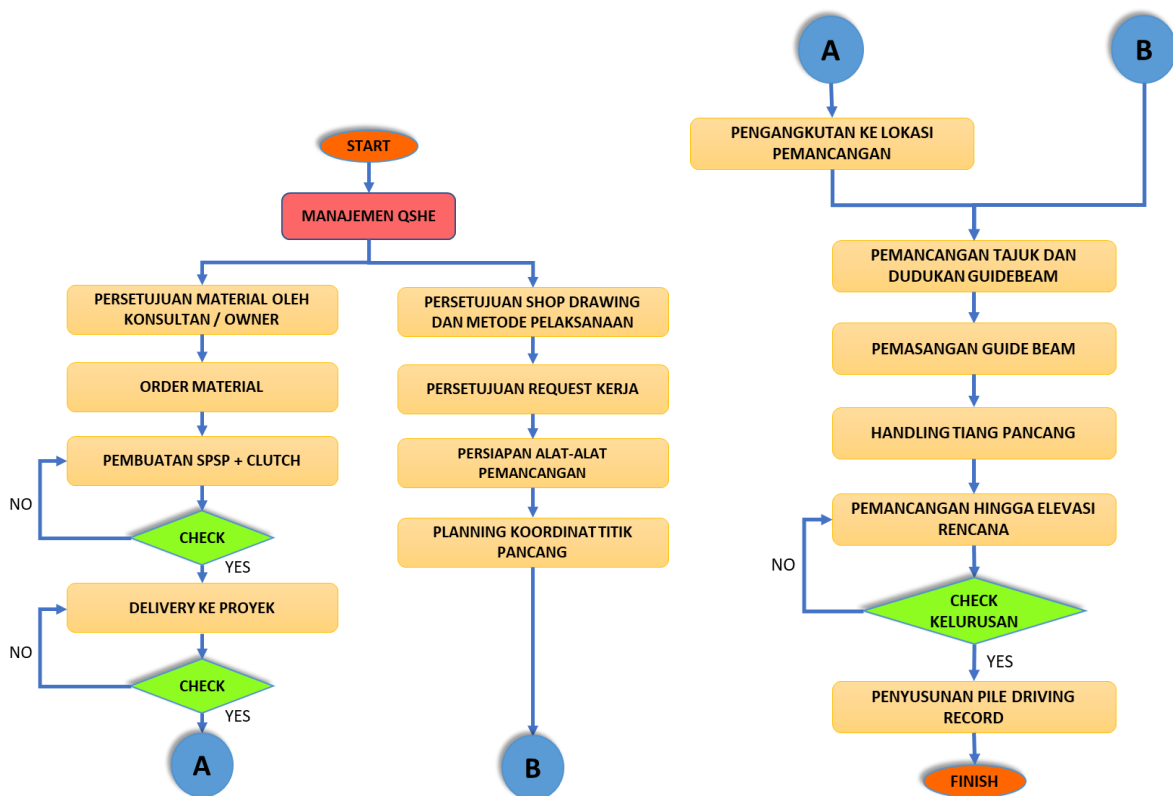 START
MANAJEMEN QSHE
PERSETUJUAN MATERIAL OLEH
KONSULTAN / OWNER
ORDER MATERIAL
PEMBUATAN SPSP + CLUTCH
NO
CHECK
YES
DELIVERY KE PROYEK
NO
CHECK
YES
A
PERSETUJUAN SHOP DRAWING
DAN METODE PELAKSANAAN
PERSETUJUAN REQUEST KERJA
PERSIAPAN ALAT-ALAT
PEMANCANGAN
PLANNING KOORDINAT TITIK
PANCANG
B
A
B
PENGANGKUTAN KE LOKASI
PEMANCANGAN
PEMANCANGAN TAJUK DAN
DUDUKAN GUIDEBEAM
PEMASANGAN GUIDE BEAM
HANDLING TIANG PANCANG
PEMANCANGAN HINGGA ELEVASI
RENCANA
NO
CHECK
KELURUSAN
YES
PENYUSUNAN PILE DRIVING
RECORD
FINISH